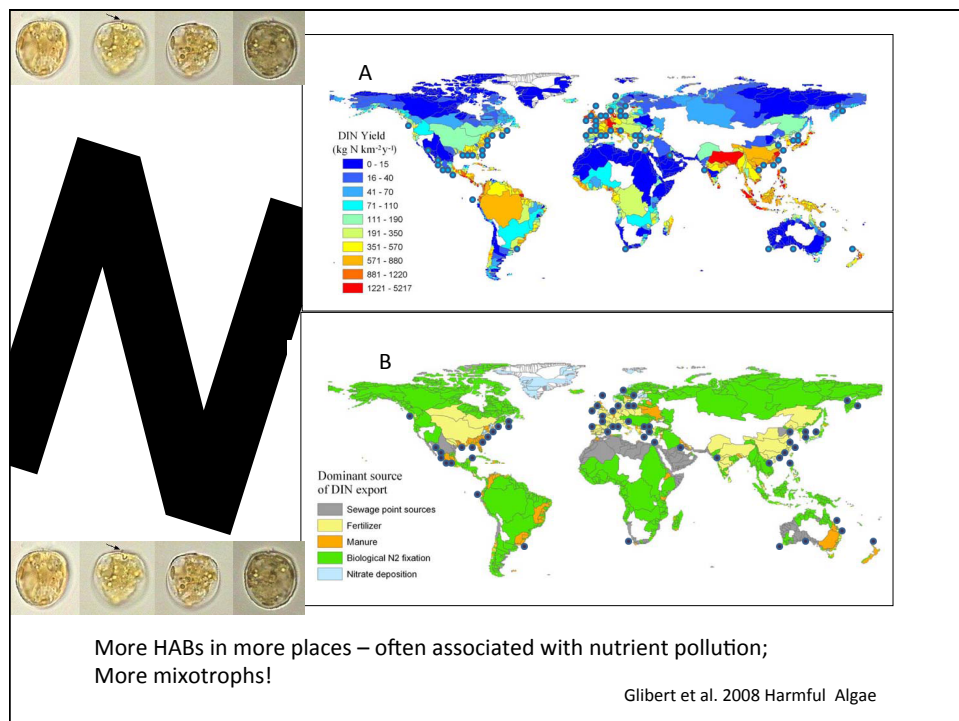 A
DIN Yield
(kg N km⁻²y⁻¹)
0 - 15
16 - 40
41 - 70
71 - 110
111 - 190
191 - 350
351 - 570
571 - 880
881 - 1220
1221 - 5217
N
B
Dominant source
of DIN export
Sewage point sources
Fertilizer
Manure
Biological N2 fixation
Nitrate deposition
More HABs in more places – often associated with nutrient pollution;
More mixotrophs!
Glibert et al. 2008 Harmful Algae